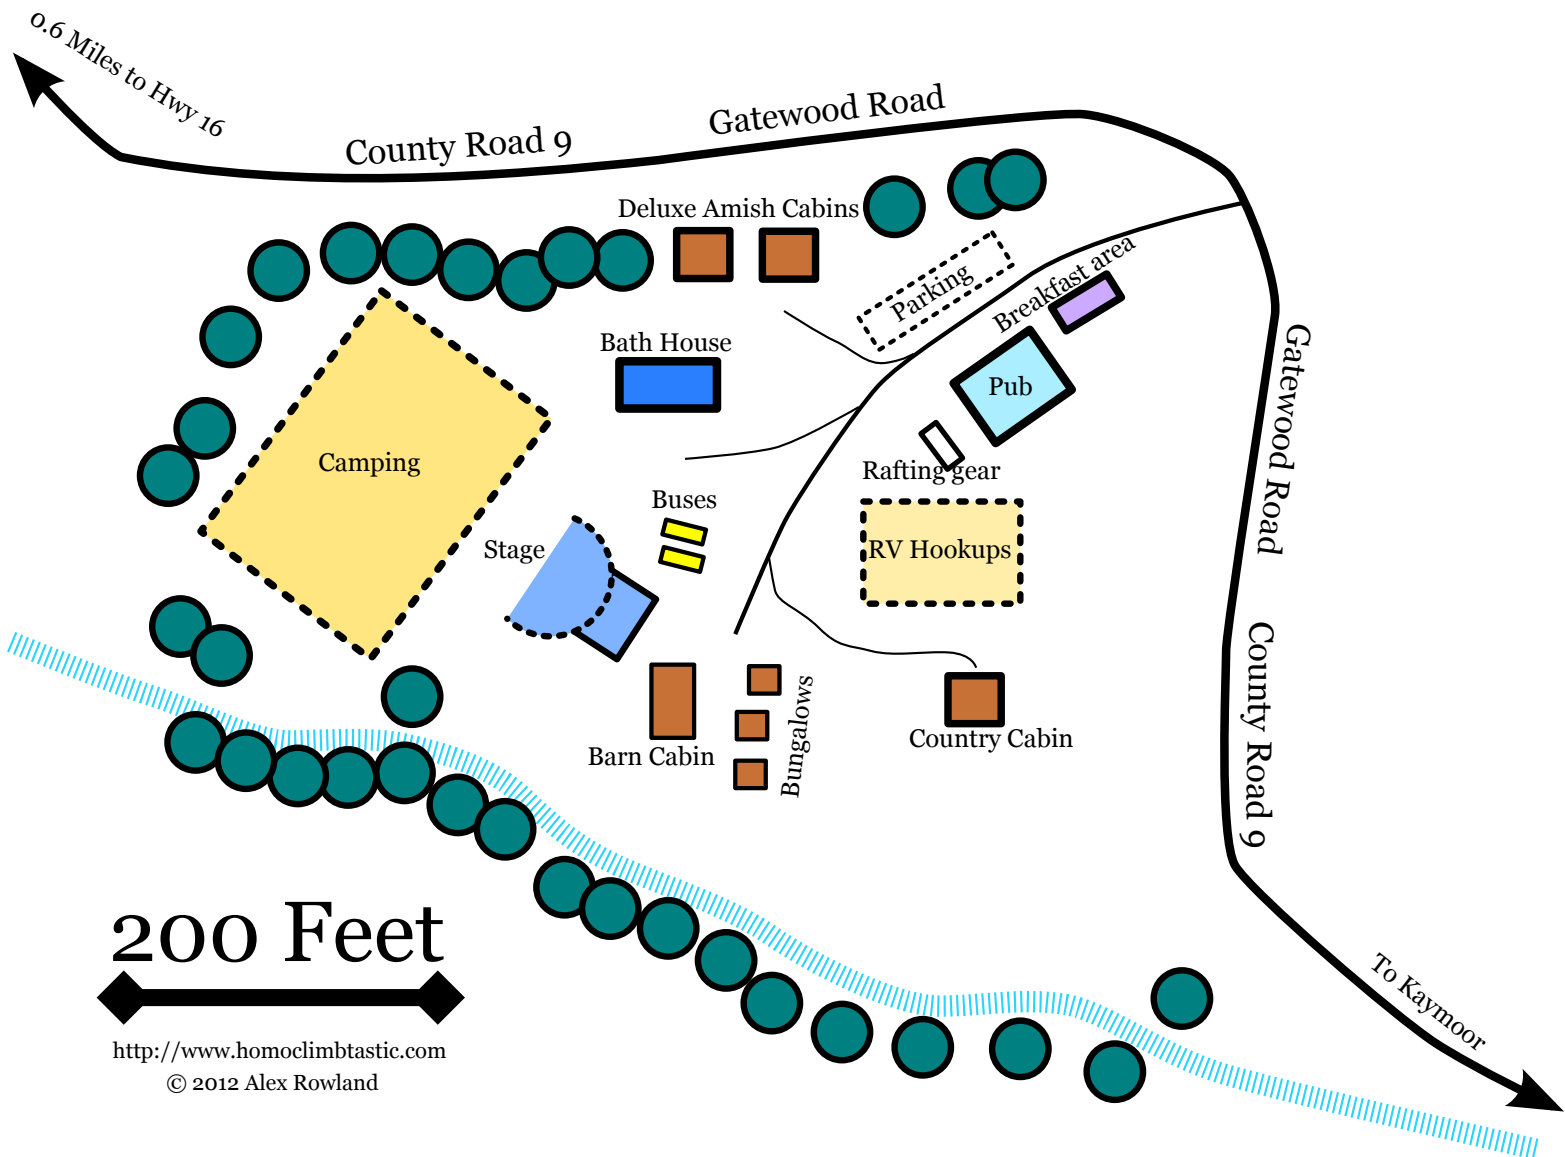 0.6 Miles to Hwy 16
County Road 9
Gatewood Road
Deluxe Amish Cabins
Parking
Breakfast area
Bath House
Pub
Gatewood Road
Camping
Rafting gear
Buses
Stage
RV Hookups
Barn Cabin
Bungalows
Country Cabin
County Road 9
200 Feet
To Kaymoor
http://www.homoclimbtastic.com
© 2012 Alex Rowland